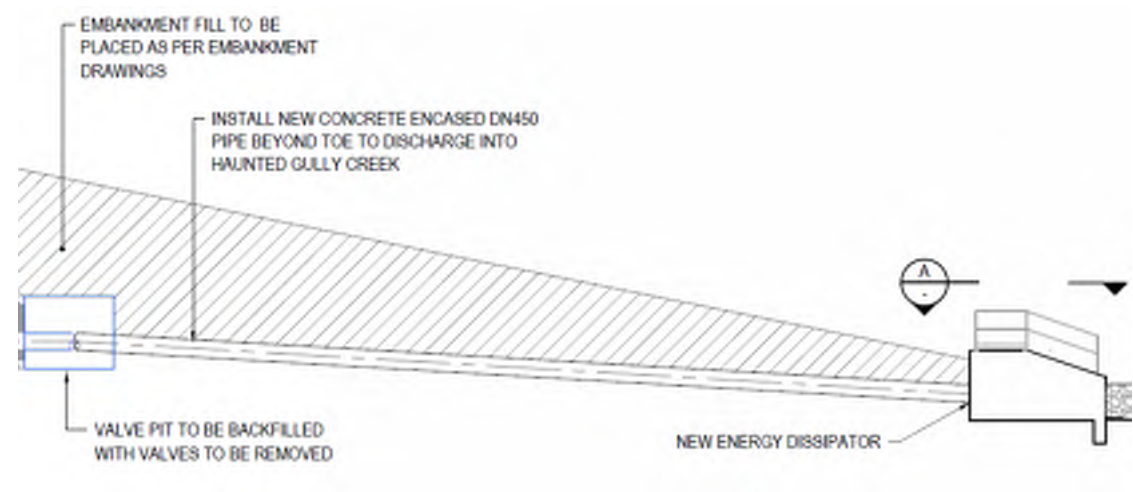 EMBANKMENT FILL TO BE
PLACED AS PER EMBANKMENT
DRAWINGS
INSTALL NEW CONCRETE ENCASED DN450
PIPE BEYOND TOE TO DISCHARGE INTO
HAUNTED GULLY CREEK
A
-
VALVE PIT TO BE BACKFILLED
WITH VALVES TO BE REMOVED
NEW ENERGY DISSIPATOR